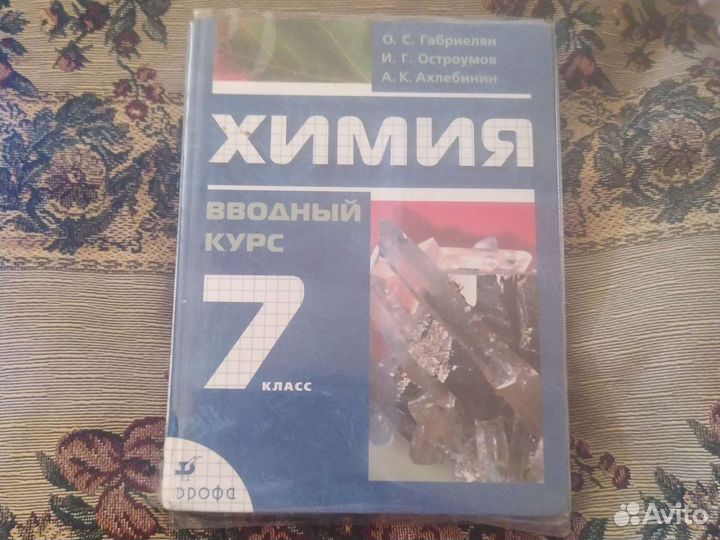 О. С. Габриелян
И. Г. Остроумов
А. К. Ахлебинин
ХИМИЯ
ВВОДНЫЙ
КУРС
7
КЛАСС
дрофа
Avito